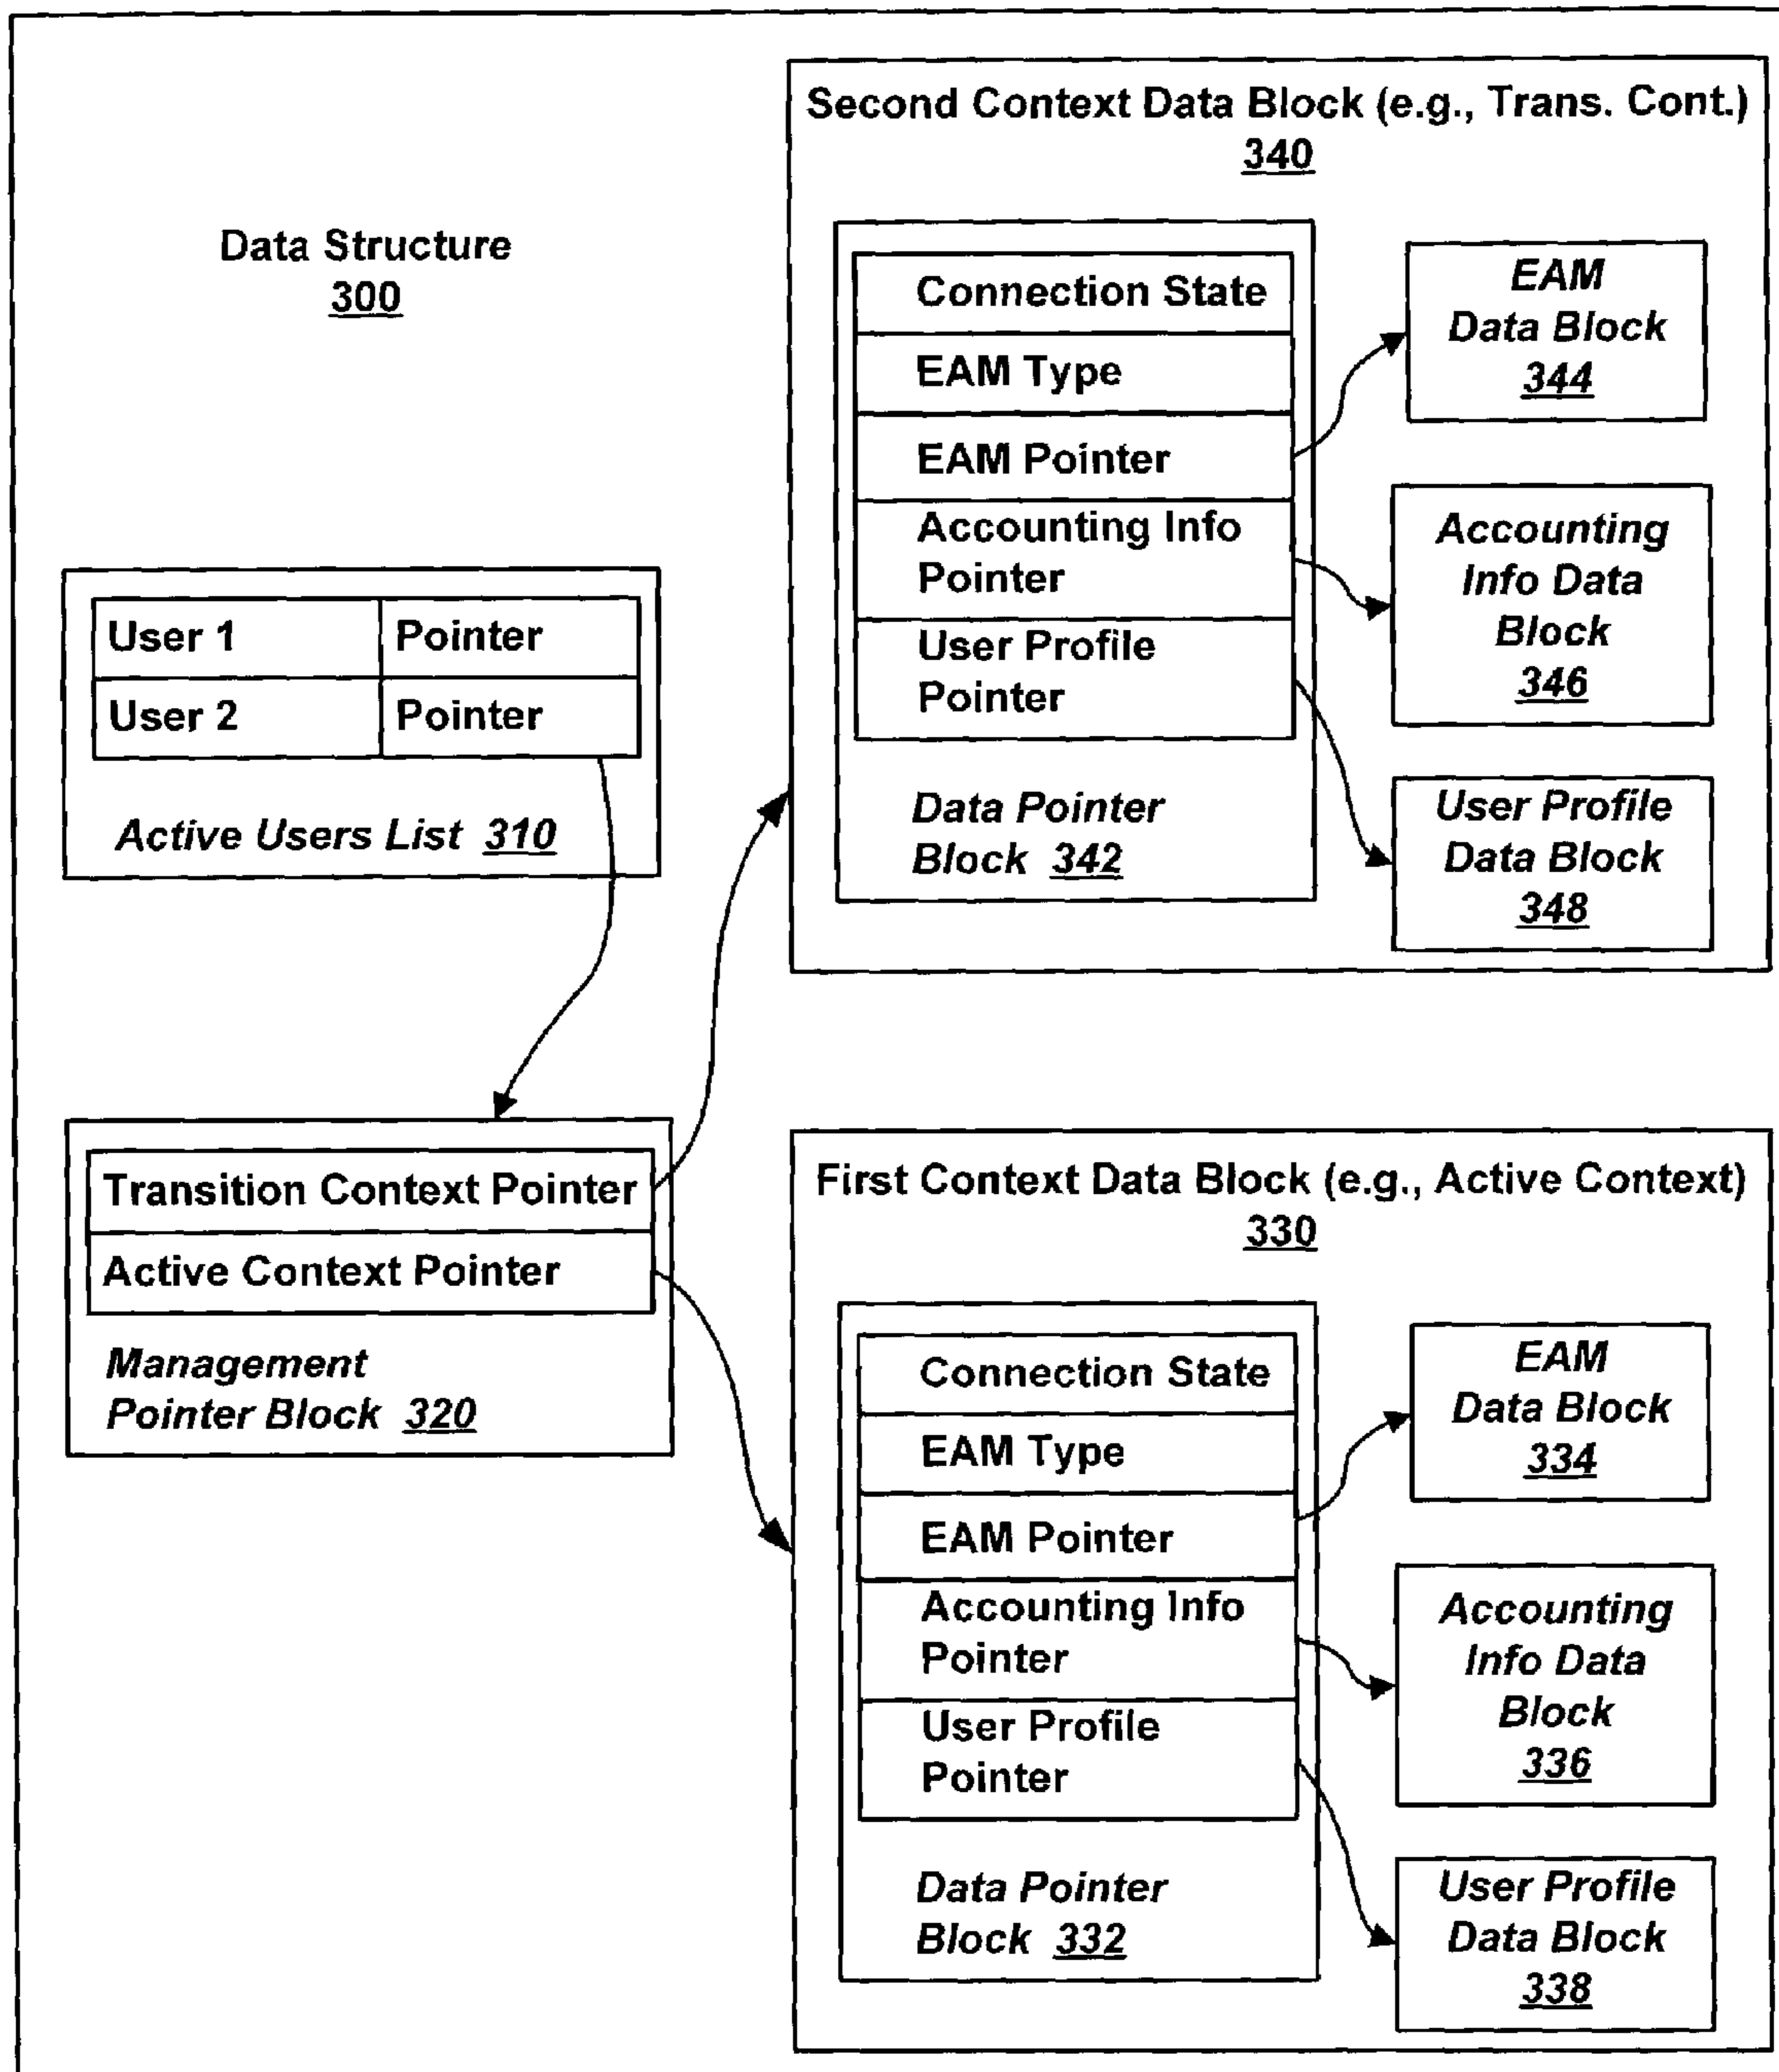 Data Structure
300
User 1 Pointer
User 2 Pointer
Active Users List 310
Transition Context Pointer
Active Context Pointer
Management
Pointer Block 320
Second Context Data Block (e.g., Trans. Cont.)
340
Connection State
EAM Type
EAM Pointer
Accounting Info
Pointer
User Profile
Pointer
Data Pointer
Block 342
EAM
Data Block
344
Accounting
Info Data
Block
346
User Profile
Data Block
348
First Context Data Block (e.g., Active Context)
330
Connection State
EAM Type
EAM Pointer
Accounting Info
Pointer
User Profile
Pointer
Data Pointer
Block 332
EAM
Data Block
334
Accounting
Info Data
Block
336
User Profile
Data Block
338